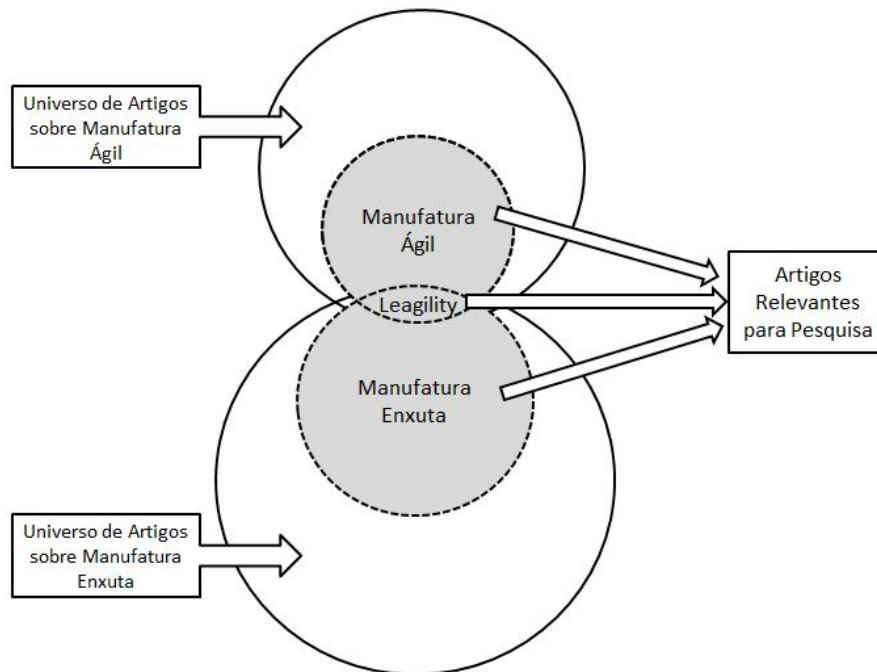 Universo de Artigos
sobre Manufatura
Ágil
Manufatura
Ágil
Leagility
Artigos
Relevantes
para Pesquisa
Manufatura
Enxuta
Universo de Artigos
sobre Manufatura
Enxuta